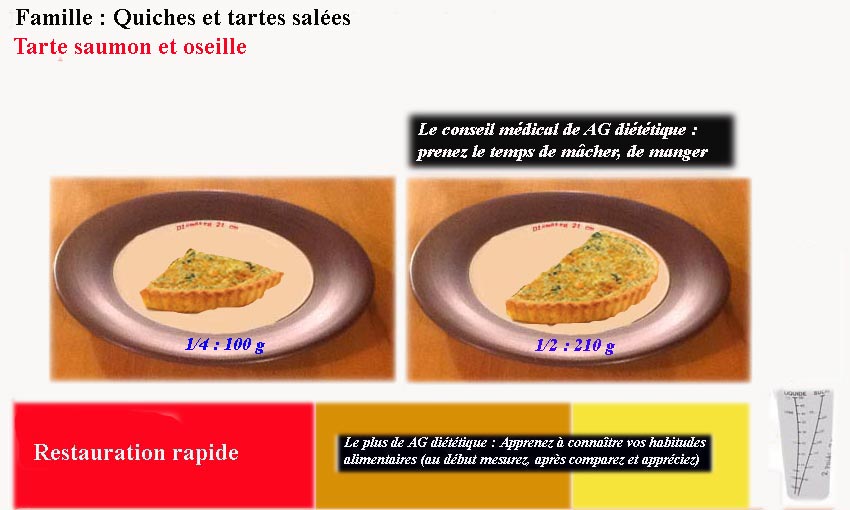 Famille : Quiches et tartes salées
Tarte saumon et oseille
Le conseil médical de AG diététique :
prenez le temps de mâcher, de manger
Diamètre 21 cm
Diamètre 21 cm
1/4 : 100 g
1/2 : 210 g
Restauration rapide
Le plus de AG diététique : Apprenez à connaître vos habitudes
alimentaires (au début mesurez, après comparez et appréciez)